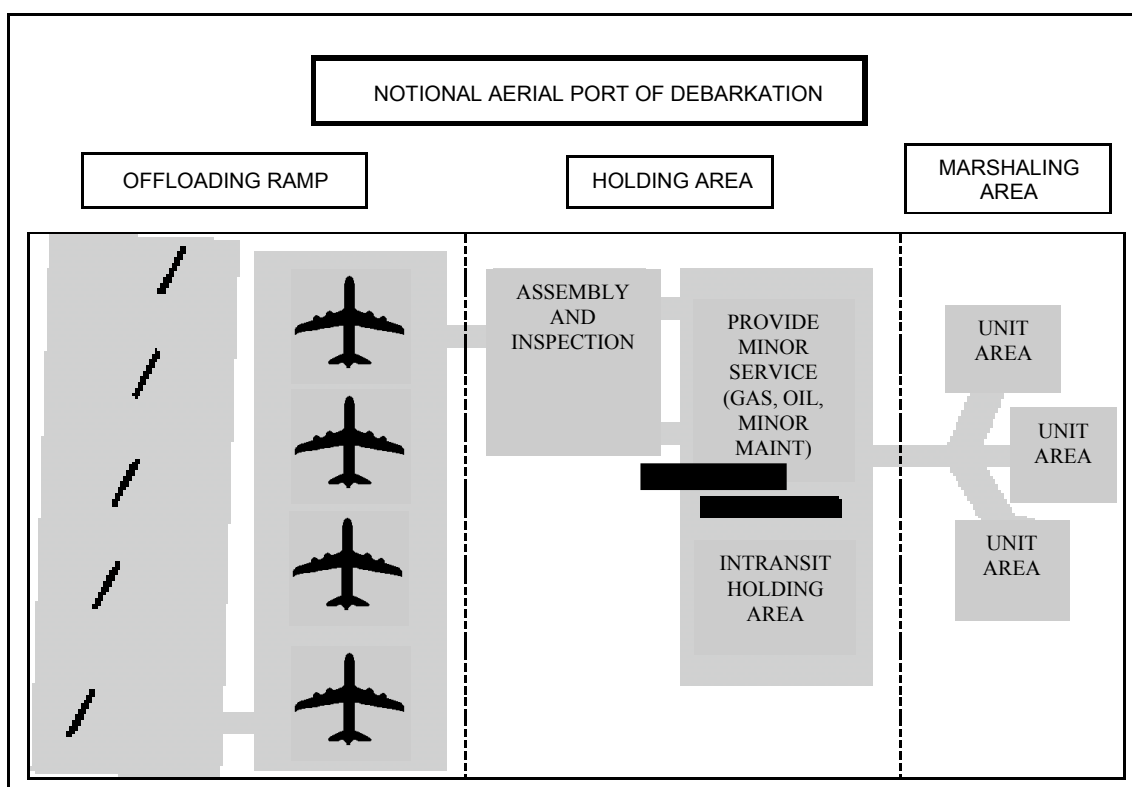 NOTIONAL AERIAL PORT OF DEBARKATION
OFFLOADING RAMP
HOLDING AREA
MARSHALING
AREA
ASSEMBLY
AND
INSPECTION
PROVIDE
MINOR
SERVICE
(GAS, OIL,
MINOR
MAINT)
INTRANSIT
HOLDING
AREA
UNIT
AREA
UNIT
AREA
UNIT
AREA